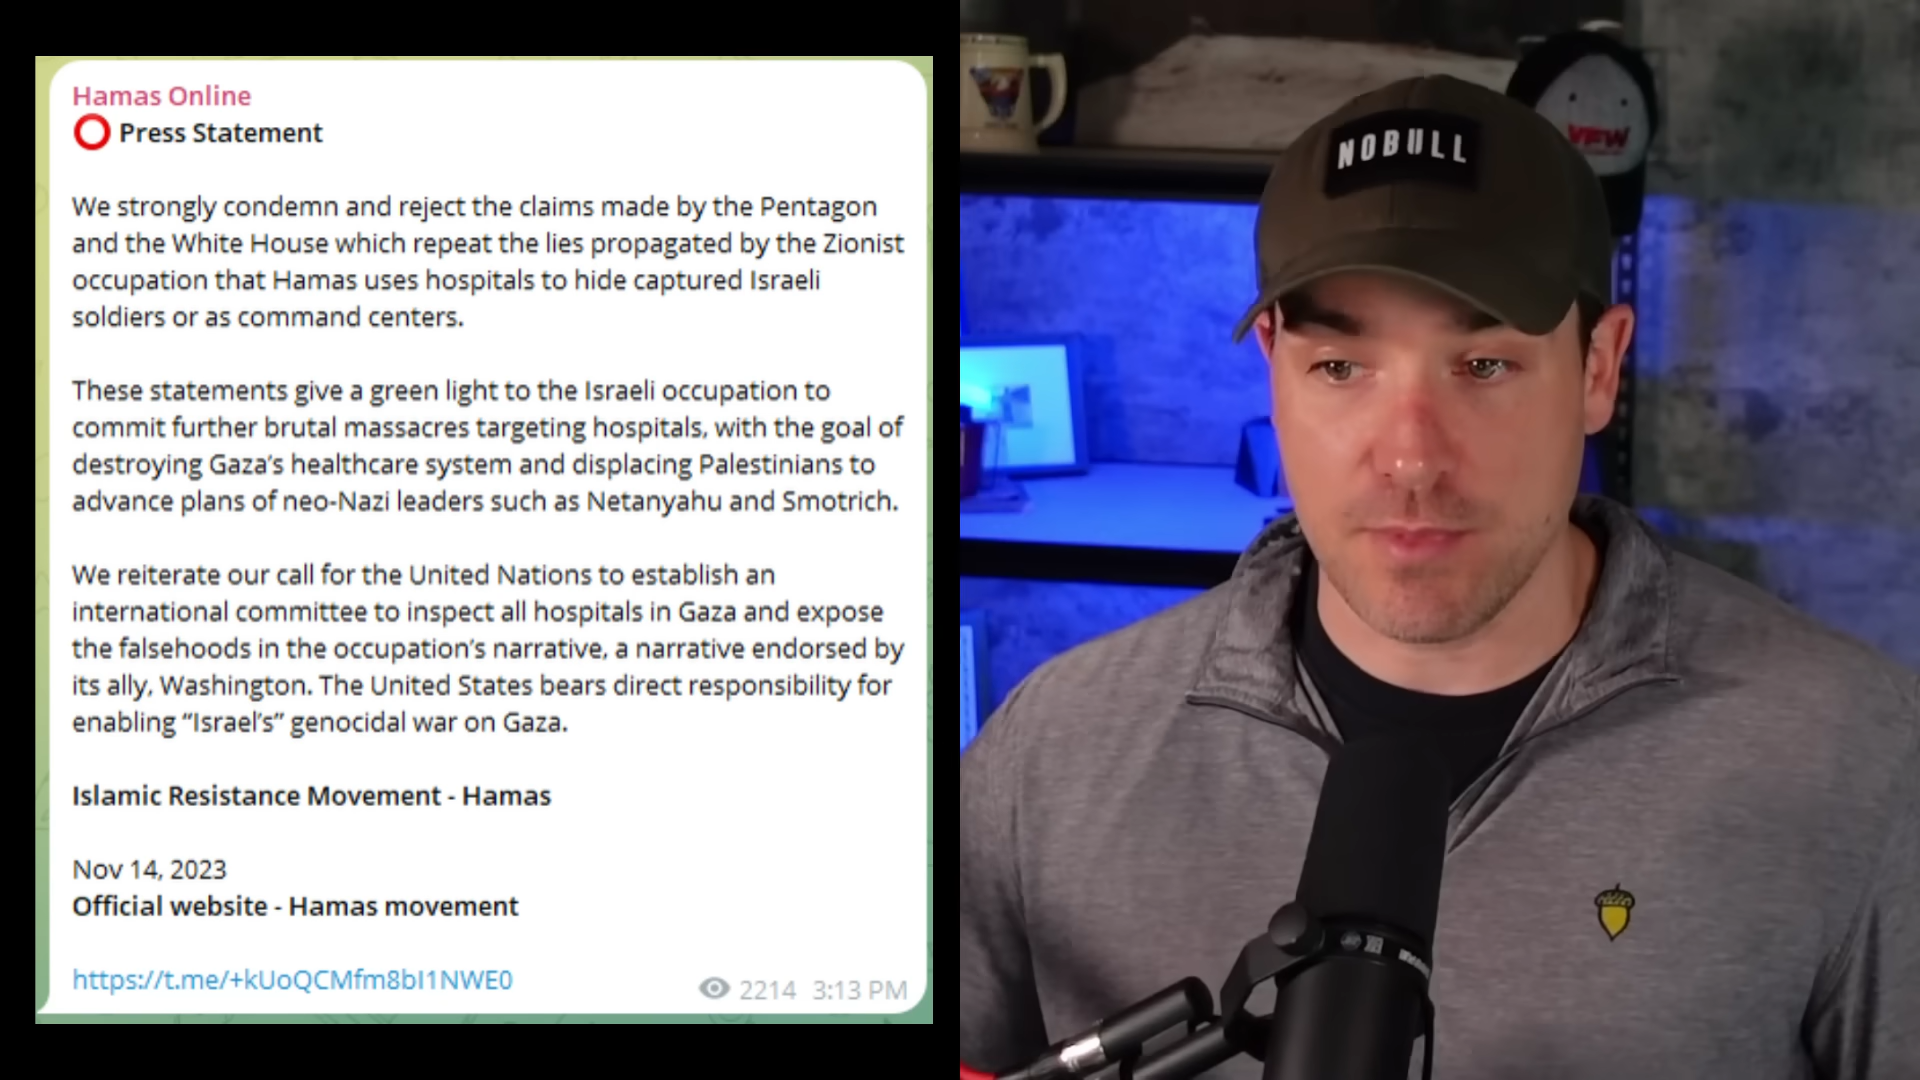 Hamas Online
Press Statement
We strongly condemn and reject the claims made by the Pentagon
and the White House which repeat the lies propagated by the Zionist
occupation that Hamas uses hospitals to hide captured Israeli
soldiers or as command centers.
These statements give a green light to the Israeli occupation to
commit further brutal massacres targeting hospitals, with the goal of
destroying Gaza’s healthcare system and displacing Palestinians to
advance plans of neo-Nazi leaders such as Netanyahu and Smotrich.
We reiterate our call for the United Nations to establish an
international committee to inspect all hospitals in Gaza and expose
the falsehoods in the occupation’s narrative, a narrative endorsed by
its ally, Washington. The United States bears direct responsibility for
enabling “Israel’s” genocidal war on Gaza.
Islamic Resistance Movement - Hamas
Nov 14, 2023
Official website - Hamas movement
https://t.me/+kUoQCMfm8bI1NWE0
2214 3:13 PM
NOBULL
VFW